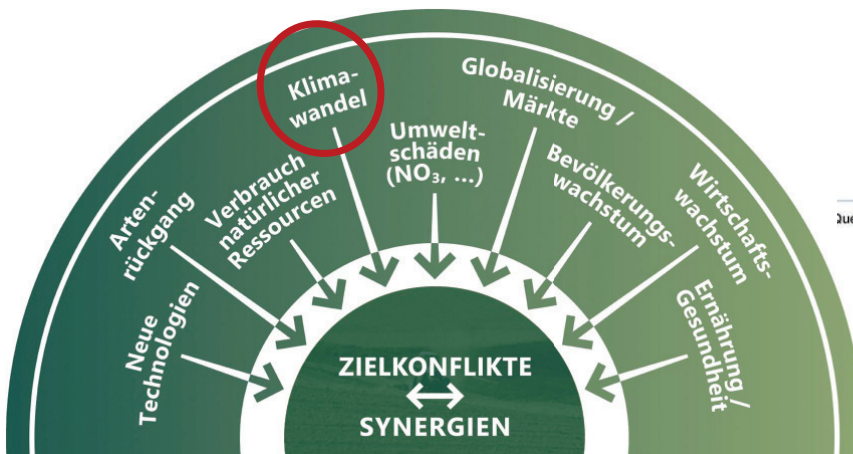 Neue
Technologien
Arten-
rückgang
Verbrauch
natürlicher
Ressourcen
Klima-
wandel
Umwelt-
schäden
(NO₃, ...)
Globalisierung /
Märkte
Bevölkerungs-
wachstum
Wirtschafts-
wachstum
Ernährung /
Gesundheit
ZIELKONFLIKTE
SYNERGIEN